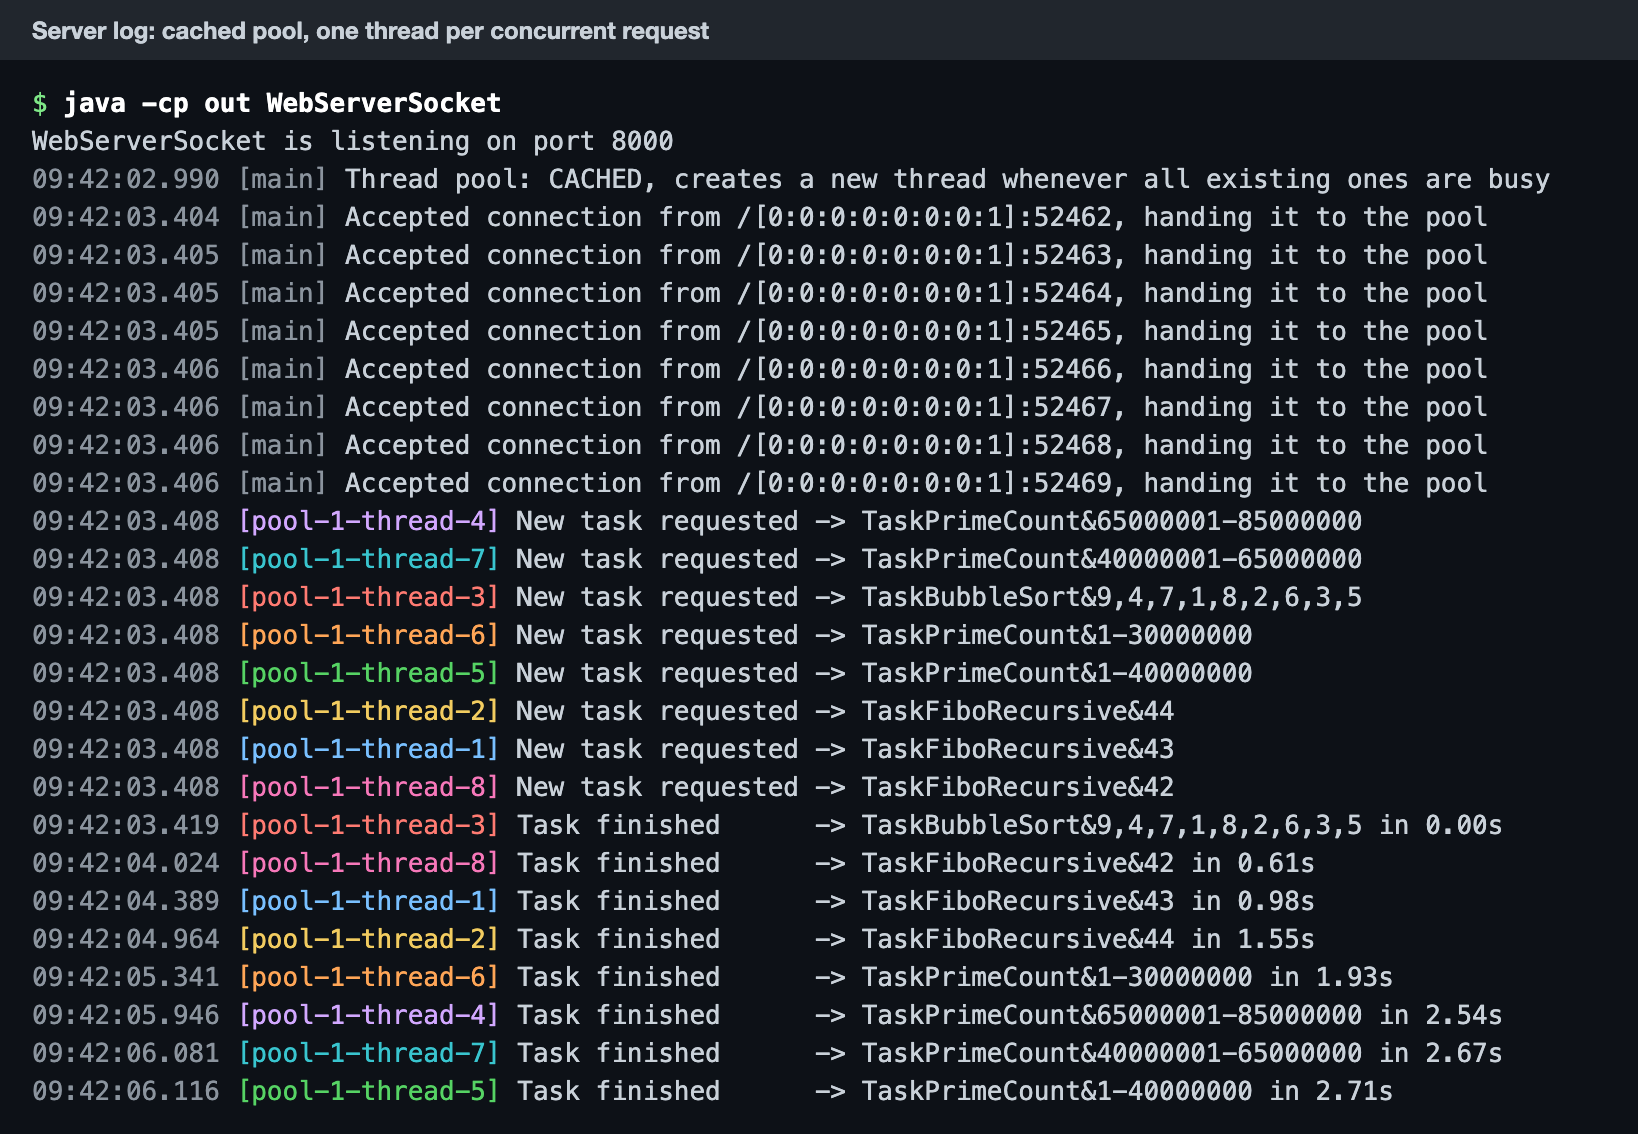 Server log: cached pool, one thread per concurrent request
$ java -cp out WebServerSocket
WebServerSocket is listening on port 8000
09:42:02.990 [main] Thread pool: CACHED, creates a new thread whenever all existing ones are busy
09:42:03.404 [main] Accepted connection from /[0:0:0:0:0:0:0:1]:52462, handing it to the pool
09:42:03.405 [main] Accepted connection from /[0:0:0:0:0:0:0:1]:52463, handing it to the pool
09:42:03.405 [main] Accepted connection from /[0:0:0:0:0:0:0:1]:52464, handing it to the pool
09:42:03.405 [main] Accepted connection from /[0:0:0:0:0:0:0:1]:52465, handing it to the pool
09:42:03.406 [main] Accepted connection from /[0:0:0:0:0:0:0:1]:52466, handing it to the pool
09:42:03.406 [main] Accepted connection from /[0:0:0:0:0:0:0:1]:52467, handing it to the pool
09:42:03.406 [main] Accepted connection from /[0:0:0:0:0:0:0:1]:52468, handing it to the pool
09:42:03.406 [main] Accepted connection from /[0:0:0:0:0:0:0:1]:52469, handing it to the pool
09:42:03.408 [pool-1-thread-4] New task requested -> TaskPrimeCount&65000001-85000000
09:42:03.408 [pool-1-thread-7] New task requested -> TaskPrimeCount&40000001-65000000
09:42:03.408 [pool-1-thread-3] New task requested -> TaskBubbleSort&9,4,7,1,8,2,6,3,5
09:42:03.408 [pool-1-thread-6] New task requested -> TaskPrimeCount&1-30000000
09:42:03.408 [pool-1-thread-5] New task requested -> TaskPrimeCount&1-40000000
09:42:03.408 [pool-1-thread-2] New task requested -> TaskFiboRecursive&44
09:42:03.408 [pool-1-thread-1] New task requested -> TaskFiboRecursive&43
09:42:03.408 [pool-1-thread-8] New task requested -> TaskFiboRecursive&42
09:42:03.419 [pool-1-thread-3] Task finished      -> TaskBubbleSort&9,4,7,1,8,2,6,3,5 in 0.00s
09:42:04.024 [pool-1-thread-8] Task finished      -> TaskFiboRecursive&42 in 0.61s
09:42:04.389 [pool-1-thread-1] Task finished      -> TaskFiboRecursive&43 in 0.98s
09:42:04.964 [pool-1-thread-2] Task finished      -> TaskFiboRecursive&44 in 1.55s
09:42:05.341 [pool-1-thread-6] Task finished      -> TaskPrimeCount&1-30000000 in 1.93s
09:42:05.946 [pool-1-thread-4] Task finished      -> TaskPrimeCount&65000001-85000000 in 2.54s
09:42:06.081 [pool-1-thread-7] Task finished      -> TaskPrimeCount&40000001-65000000 in 2.67s
09:42:06.116 [pool-1-thread-5] Task finished      -> TaskPrimeCount&1-40000000 in 2.71s